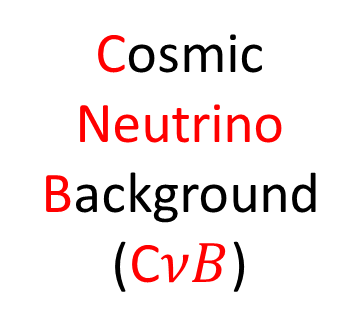 Cosmic
Neutrino
Background
(CνB)